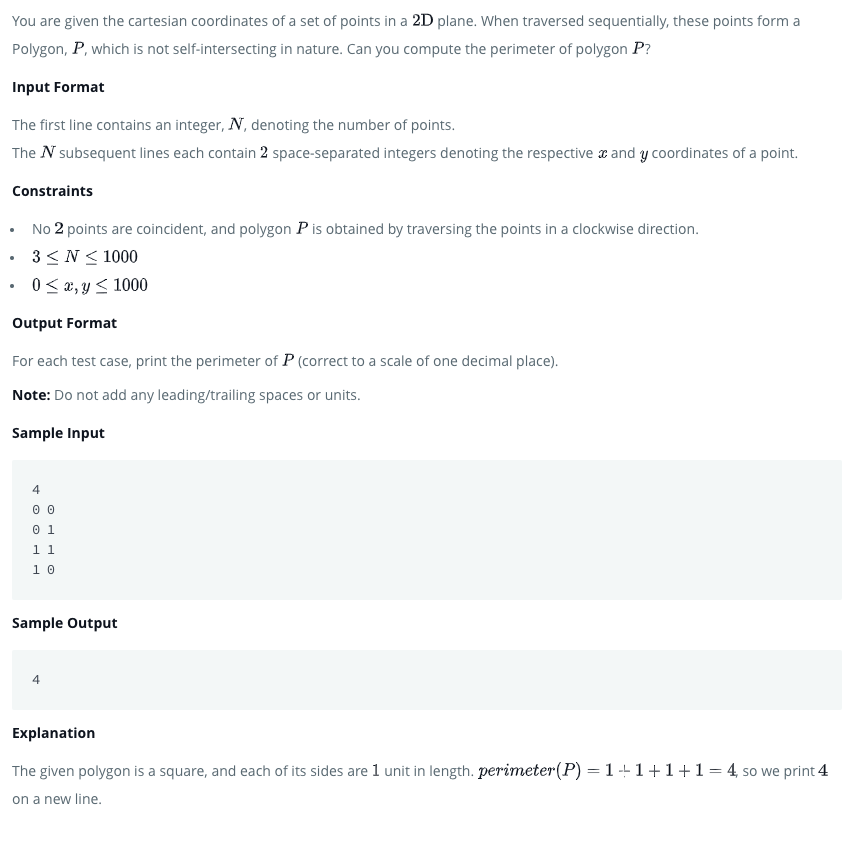 You are given the cartesian coordinates of a set of points in a 2D plane. When traversed sequentially, these points form a
Polygon, P, which is not self-intersecting in nature. Can you compute the perimeter of polygon P?
Input Format
The first line contains an integer, N, denoting the number of points.
The N subsequent lines each contain 2 space-separated integers denoting the respective x and y coordinates of a point.
Constraints
• No 2 points are coincident, and polygon P is obtained by traversing the points in a clockwise direction.
• 3 ≤ N ≤ 1000
• 0 ≤ x, y ≤ 1000
Output Format
For each test case, print the perimeter of P (correct to a scale of one decimal place).
Note: Do not add any leading/trailing spaces or units.
Sample Input
4
0 0
0 1
1 1
1 0
Sample Output
4
Explanation
The given polygon is a square, and each of its sides are 1 unit in length. perimeter(P) = 1 + 1 + 1 + 1 = 4, so we print 4
on a new line.